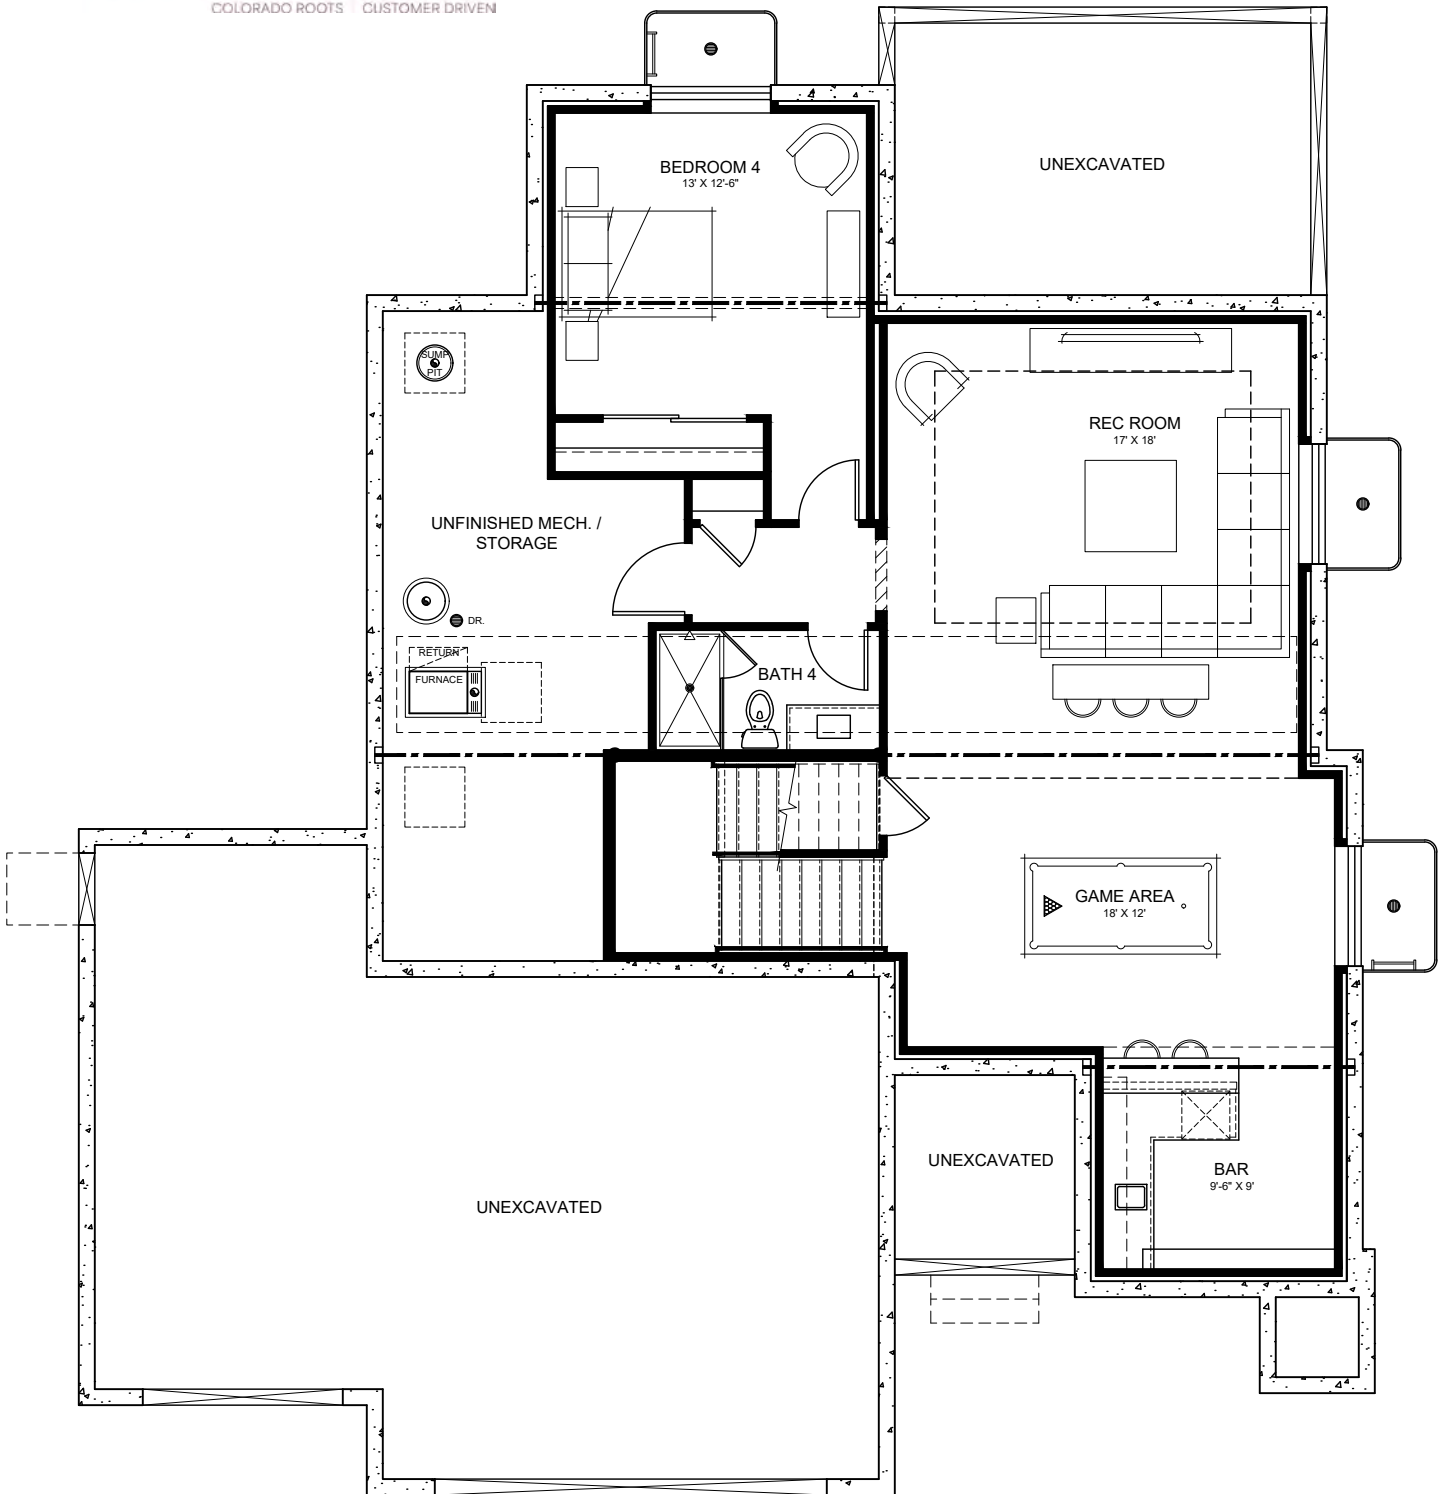 COLORADO ROOTS | CUSTOMER DRIVEN
BEDROOM 4
13' X 12'-6"
UNEXCAVATED
SUMP
PIT
REC ROOM
17' X 18'
UNFINISHED MECH. /
STORAGE
DR.
RETURN
FURNACE
BATH 4
GAME AREA
18' X 12'
UNEXCAVATED
BAR
9'-6" X 9'
UNEXCAVATED